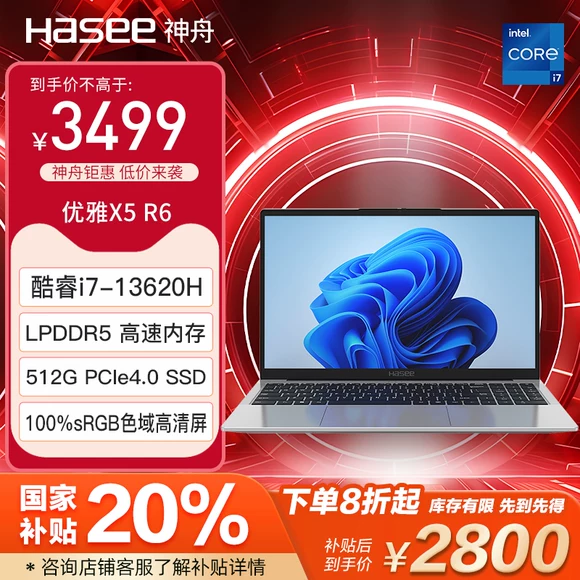 Hasee 神舟
intel
CORE
i7
到手价不高于:
¥3499
神舟钜惠 低价来袭
优雅X5 R6
酷睿i7-13620H
LPDDR5 高速内存
512G PCIe4.0 SSD
100%sRGB色域高清屏
Hasee
国家补贴20%
*咨询店铺客服了解补贴详情
下单8折起 库存有限 先到先得
补贴后到手价 ¥2800